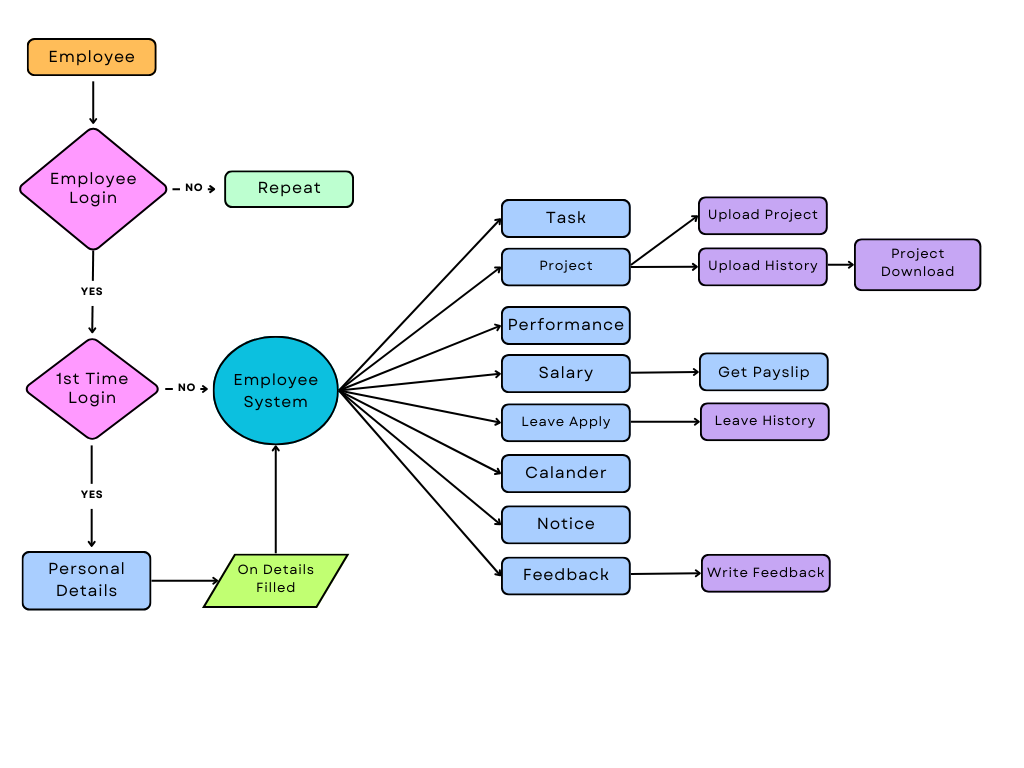 Employee
Employee
Login
NO
Repeat
YES
1st Time
Login
NO
Employee
System
YES
Personal
Details
On Details
Filled
Task
Project
Upload Project
Upload History
Project
Download
Performance
Salary
Get Payslip
Leave Apply
Leave History
Calander
Notice
Feedback
Write Feedback